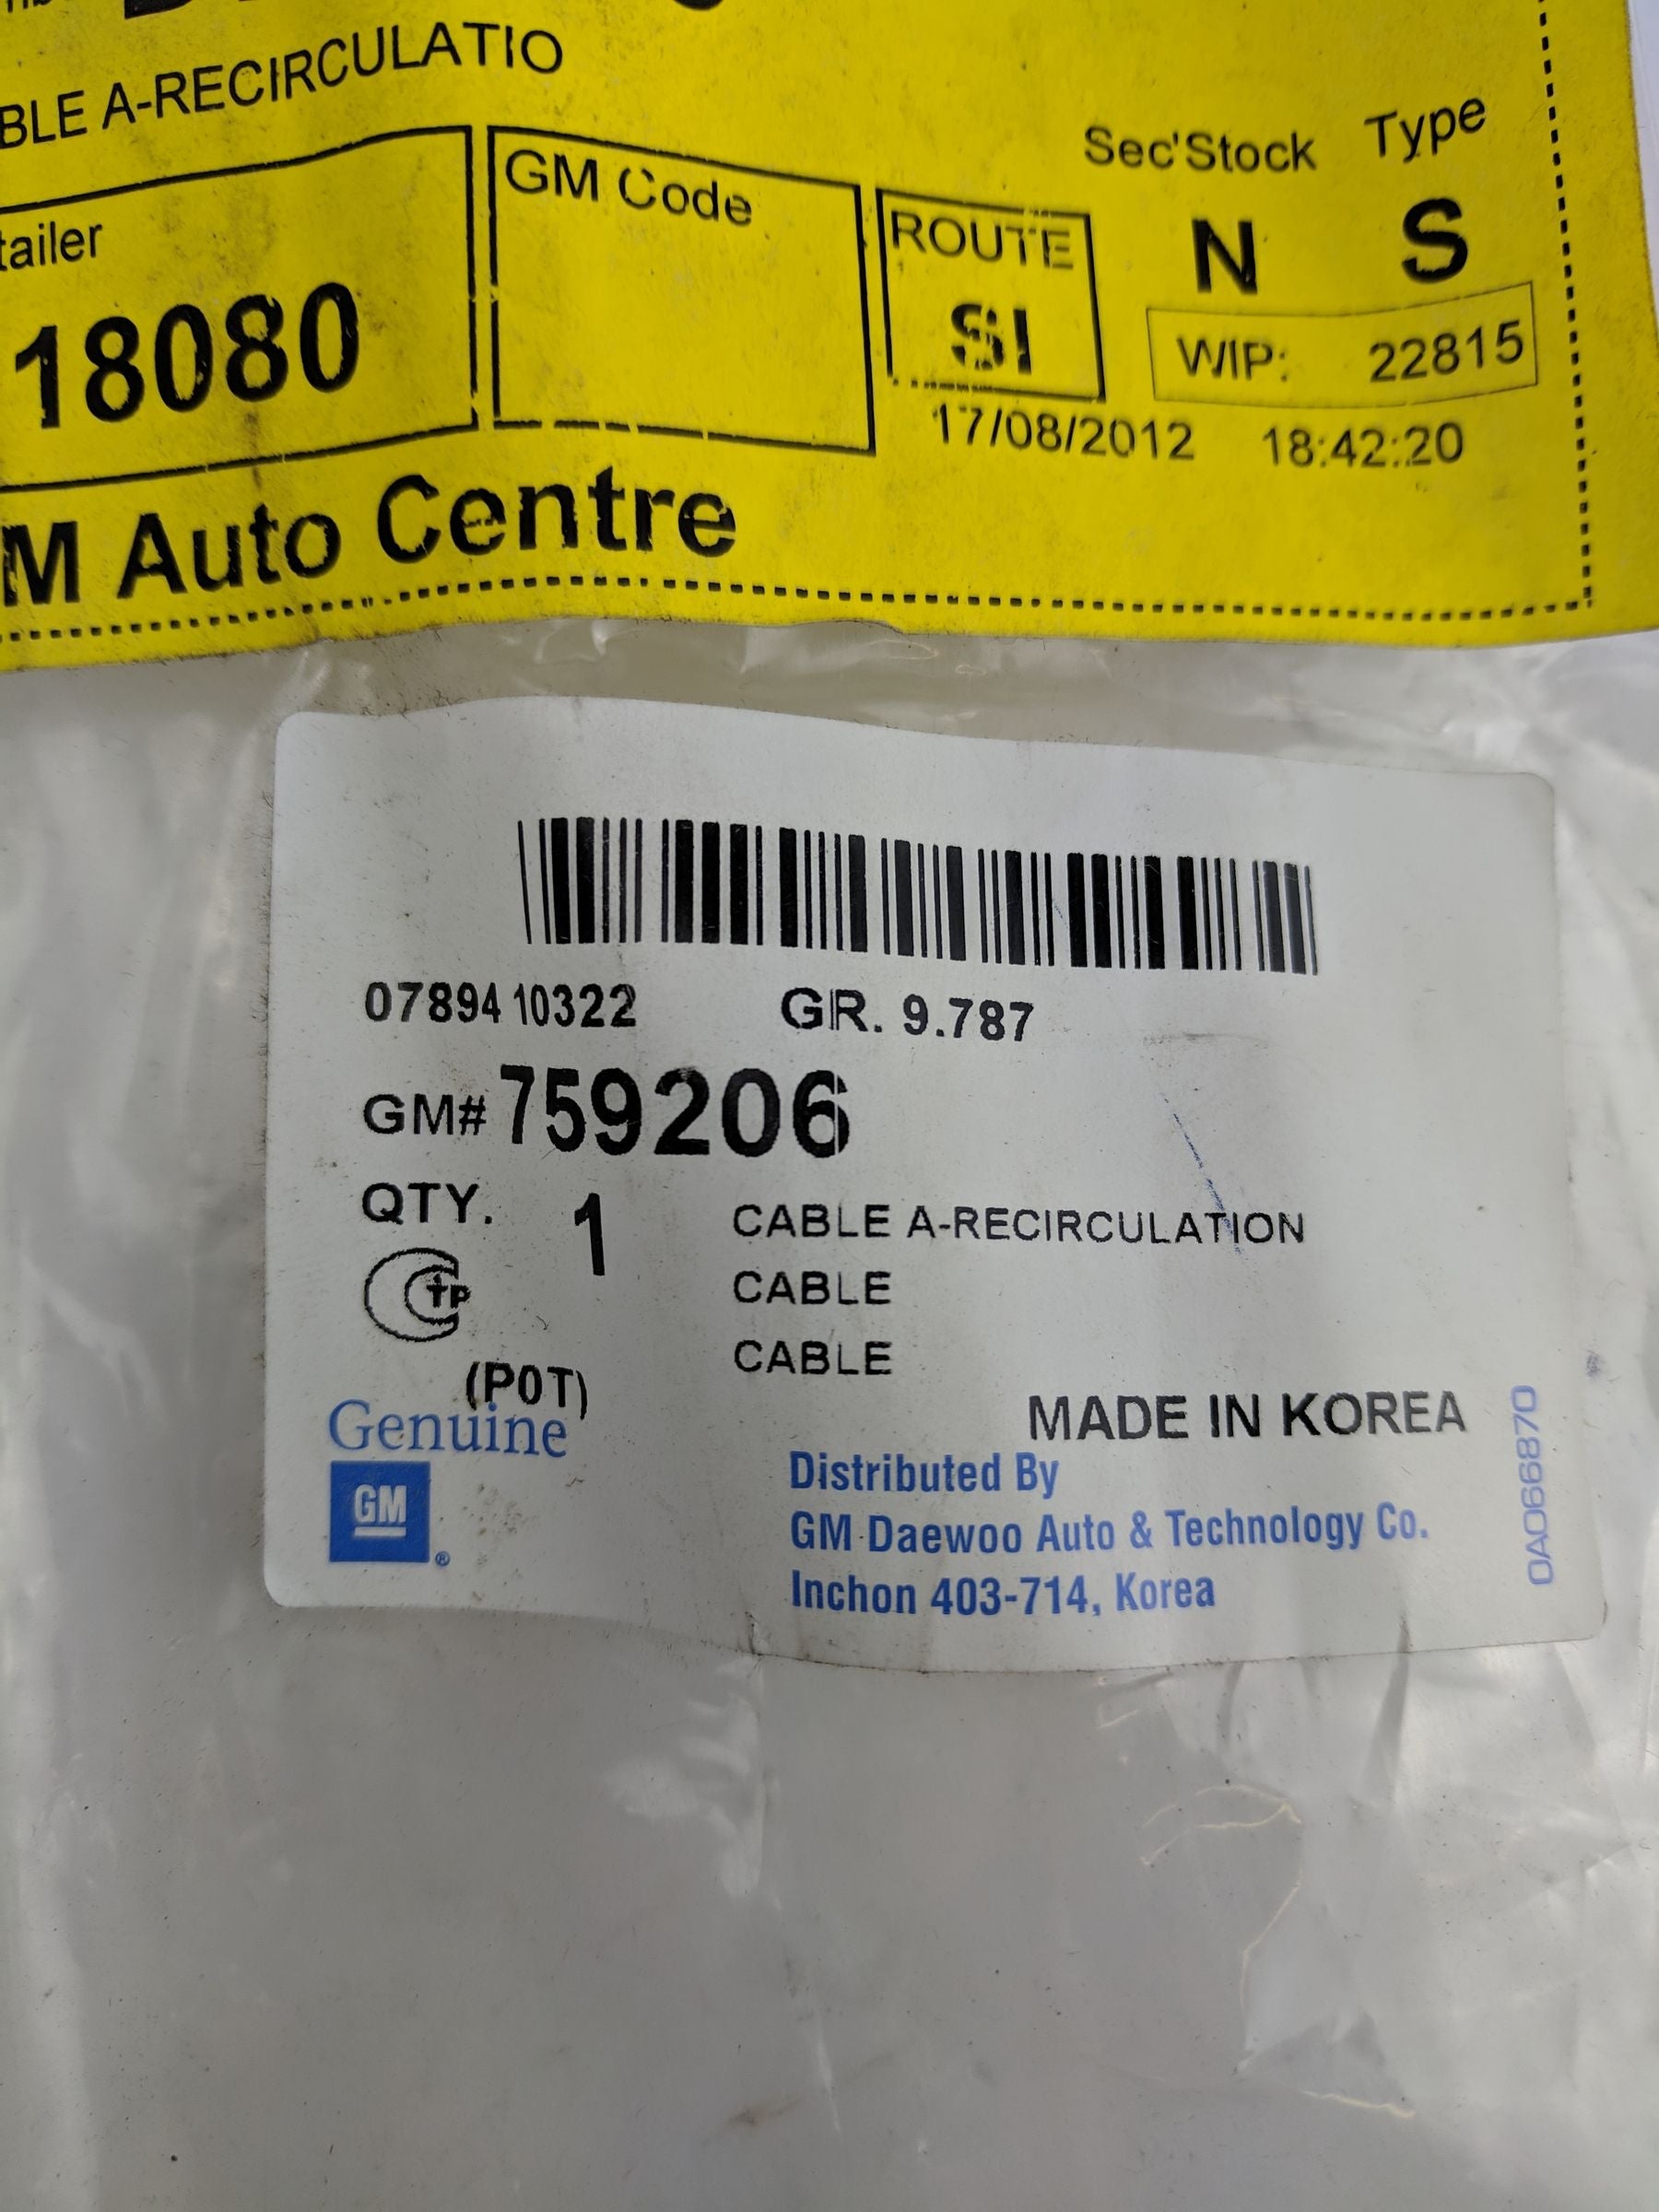 BLE A-RECIRCULATIO
tailer
18080
GM Code
ROUTE
SI
Sec'Stock Type
N S
WIP: 22815
17/08/2012 18:42:20
M Auto Centre
0789410322 GR. 9.787
GM# 759206
QTY. 1 CABLE A-RECIRCULATION
CABLE
CABLE
(P0T)
MADE IN KOREA
Genuine
GM
®
Distributed By
GM Daewoo Auto & Technology Co.
Inchon 403-714, Korea
0A066870